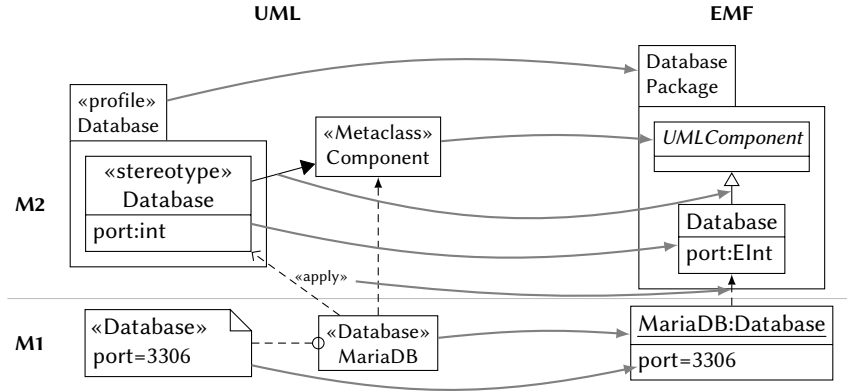 UML
EMF
«profile»
Database
Database
Package
«Metaclass»
Component
UMLComponent
M2
«stereotype»
Database
port:int
Database
port:EInt
«apply»
M1
«Database»
port=3306
«Database»
MariaDB
MariaDB:Database
port=3306